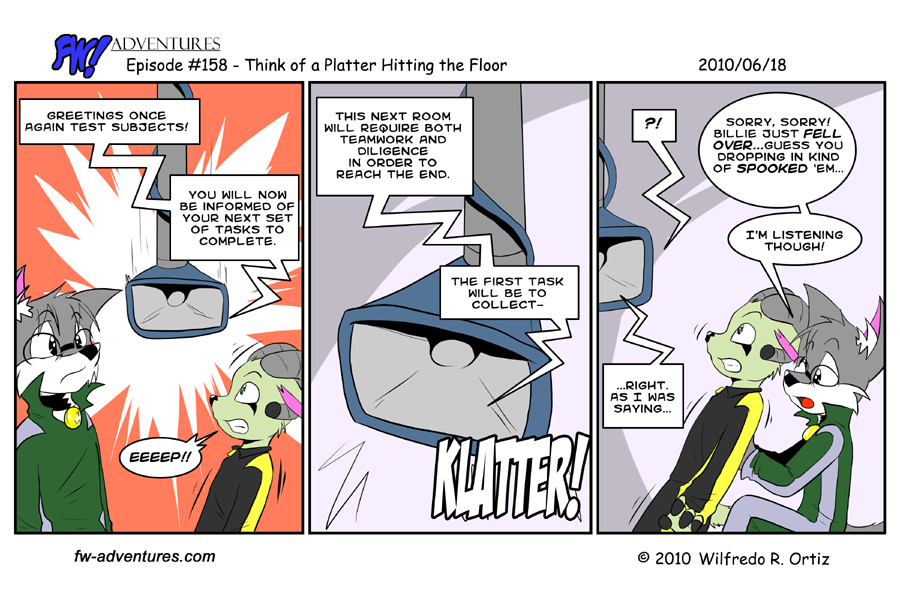 FW! ADVENTURES
Episode #158 - Think of a Platter Hitting the Floor
2010/06/18
GREETINGS ONCE
AGAIN TEST SUBJECTS!
YOU WILL NOW
BE INFORMED OF
YOUR NEXT SET
OF TASKS TO
COMPLETE.
EEEEP!!
THIS NEXT ROOM
WILL REQUIRE BOTH
TEAMWORK AND
DILIGENCE
IN ORDER TO
REACH THE END.
THE FIRST TASK
WILL BE TO
COLLECT-
KLATTER!
?!
SORRY, SORRY!
BILLIE JUST FELL
OVER...GUESS YOU
DROPPING IN KIND
OF SPOOKED 'EM...
I'M LISTENING
THOUGH!
...RIGHT.
AS I WAS
SAYING...
fw-adventures.com
© 2010 Wilfredo R. Ortiz